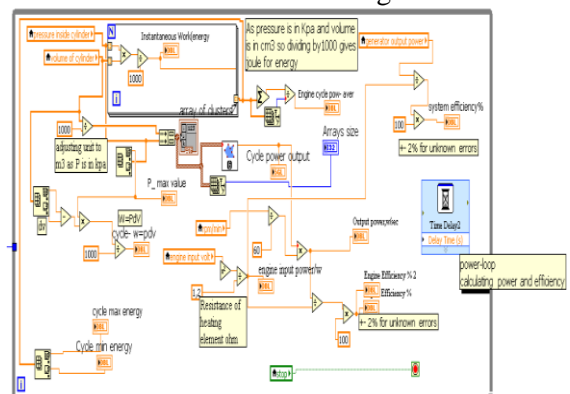 Instantaneous Work(energy
As pressure is in Kpa and volume
is in cm3 so dividing by1000 gives
joule for energy
pressure inside cylinder
volume of cylinder
generator output power
N
1000
i
Engine cycle pow- aver
100
system efficiency%
+- 2% for unknown errors
array of clusters
1000
adjusting unit to
m3 as P is in kpa
Cycle power output
Arrays size
I32
P_max value
dv
Wi=PdV
cycle- w=pdv
1000
rpm/min
60
Output power,w/sec
Time Delay2
Delay Time (s)
engine input volt
engine input power/w
1,2
Resistance of
heating
element ohm
Engine Efficiency % 2
Efficiency %
+- 2% for unknown errors
100
power-loop
calculating power and efficiency
cycle max energy
Cycle min energy
stop
i